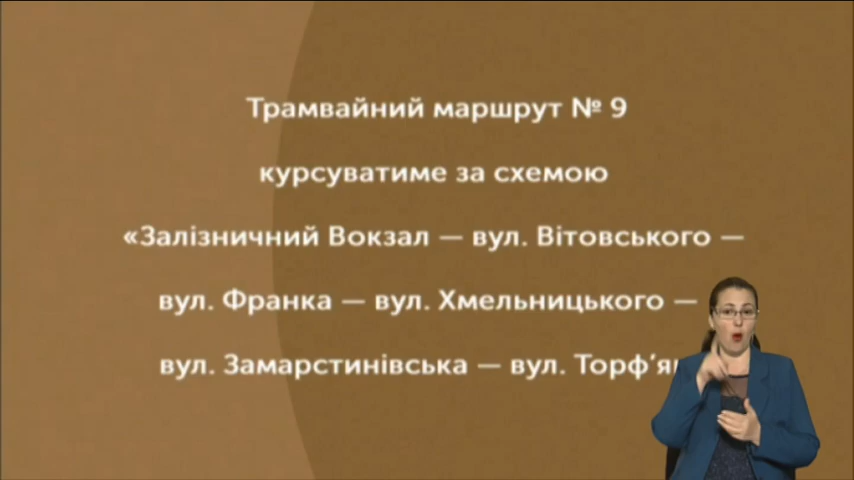 Трамвайний маршрут № 9
курсуватиме за схемою
«Залізничний Вокзал — вул. Вітовського —
вул. Франка — вул. Хмельницького —
вул. Замарстинівська — вул.